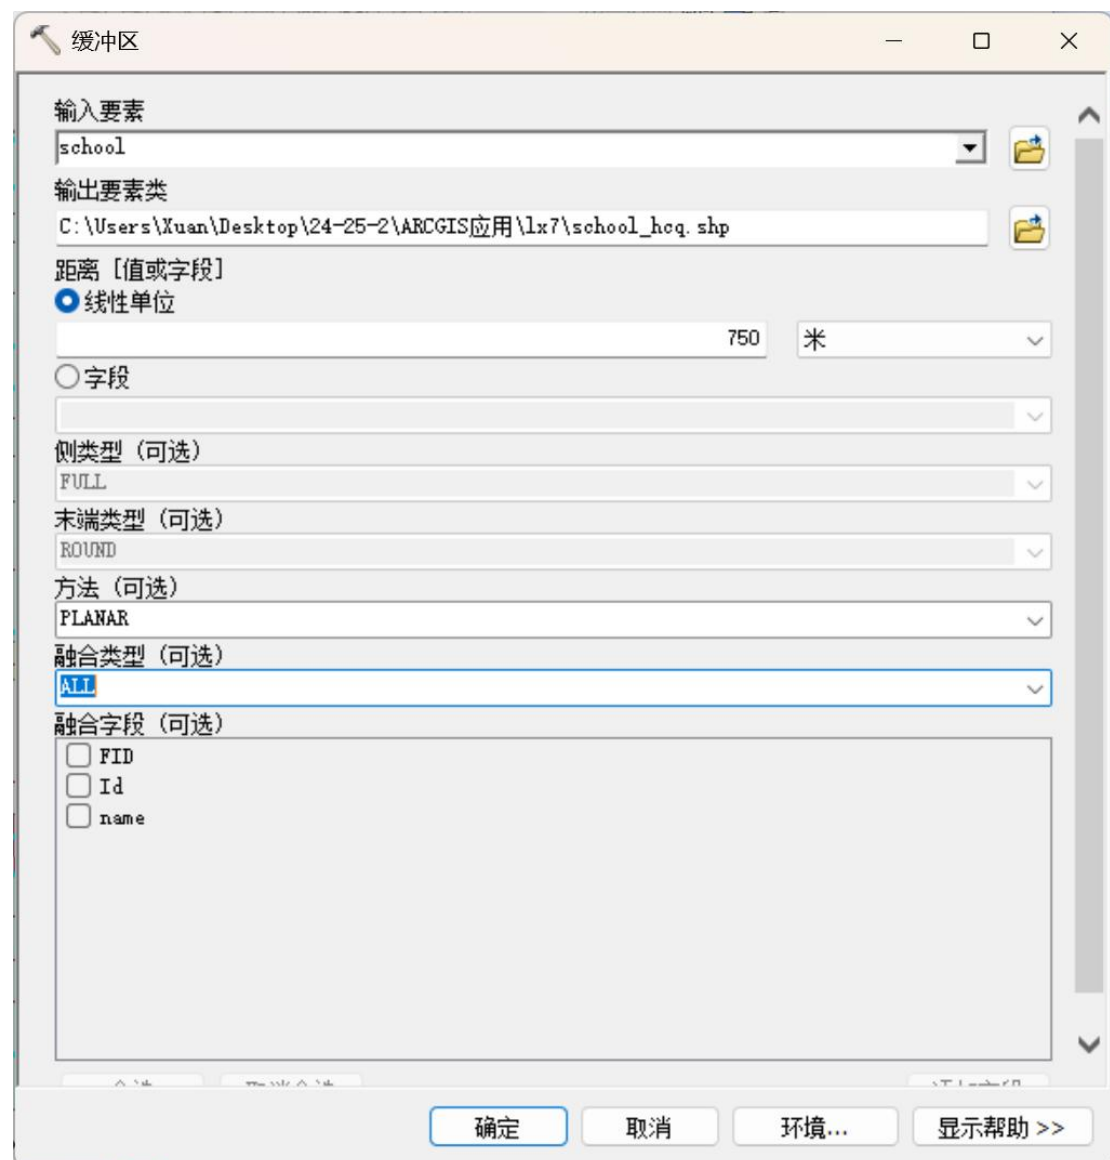 缓冲区
输入要素
school
输出要素类
C:\Users\Xuan\Desktop\24-25-2\ARCGIS应用\lx7\school_hcq.shp
距离 [值或字段]
线性单位
750 米
字段
侧类型 (可选)
FULL
末端类型 (可选)
ROUND
方法 (可选)
PLANAR
融合类型 (可选)
ALL
融合字段 (可选)
FID
Id
name
确定 取消 环境... 显示帮助 >>